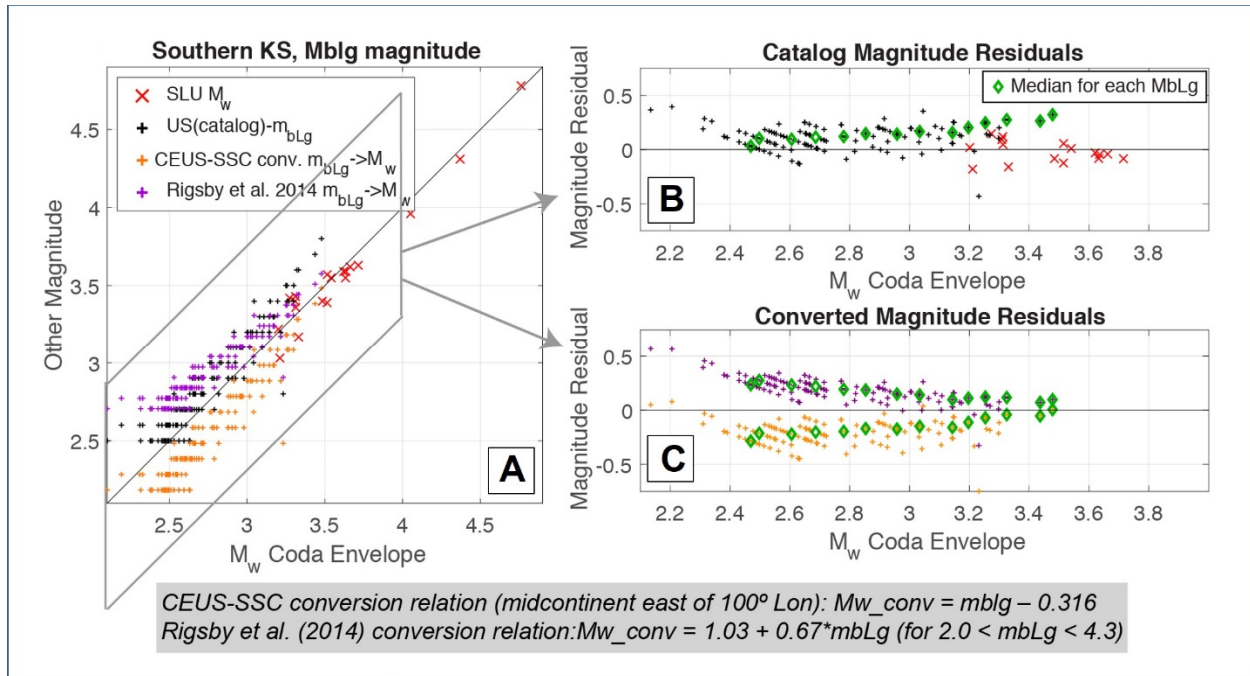 Southern KS, Mblg magnitude
SLU Mw
US(catalog)-mbLg
CEUS-SSC conv. mbLg->Mw
Rigsby et al. 2014 mbLg->Mw
Other Magnitude
4.5
4
3.5
3
2.5
A
2.5 3 3.5 4 4.5
Mw Coda Envelope
Catalog Magnitude Residuals
Median for each MbLg
Magnitude Residual
0.5
0
-0.5
B
2.2 2.4 2.6 2.8 3 3.2 3.4 3.6 3.8
Mw Coda Envelope
Converted Magnitude Residuals
Magnitude Residual
0.5
0
-0.5
C
2.2 2.4 2.6 2.8 3 3.2 3.4 3.6 3.8
Mw Coda Envelope
CEUS-SSC conversion relation (midcontinent east of 100º Lon): Mw_conv = mblg – 0.316
Rigsby et al. (2014) conversion relation:Mw_conv = 1.03 + 0.67*mbLg (for 2.0 < mbLg < 4.3)